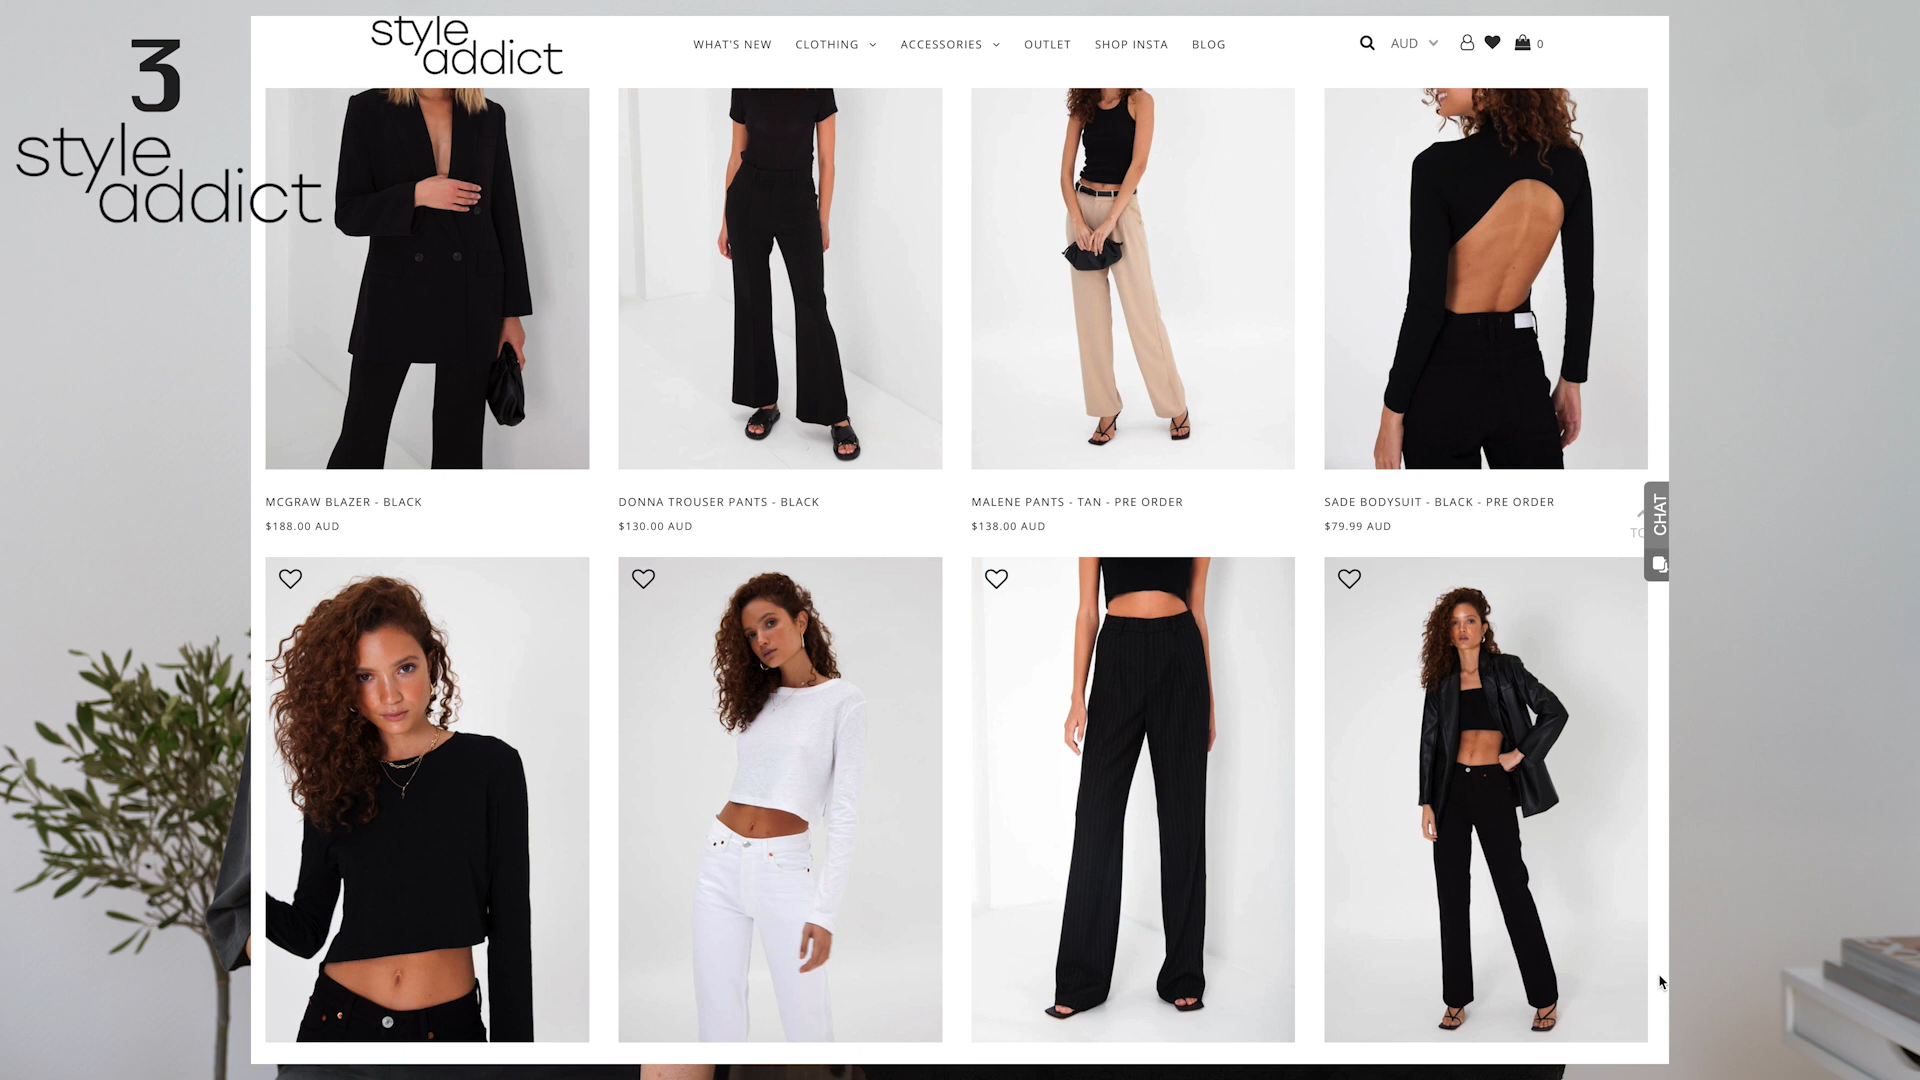 3
style
addict
style
addict
WHAT'S NEW
CLOTHING
ACCESSORIES
OUTLET
SHOP INSTA
BLOG
AUD
0
MCGRAW BLAZER - BLACK
$188.00 AUD
DONNA TROUSER PANTS - BLACK
$130.00 AUD
MALENE PANTS - TAN - PRE ORDER
$138.00 AUD
SADE BODYSUIT - BLACK - PRE ORDER
$79.99 AUD
CHAT